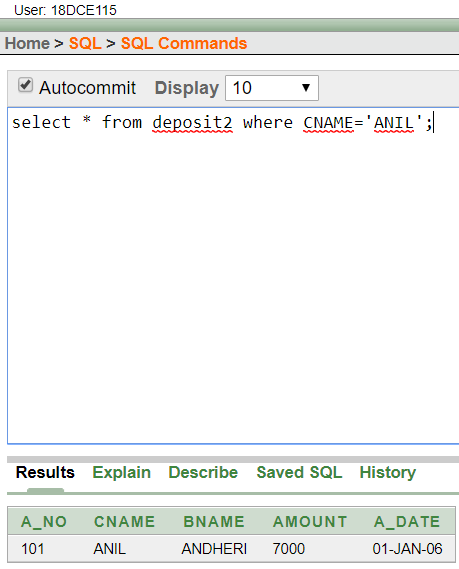 User: 18DCE115
Home > SQL > SQL Commands
Autocommit Display 10
select * from deposit2 where CNAME='ANIL';
Results Explain Describe Saved SQL History
A_NO CNAME BNAME AMOUNT A_DATE
101 ANIL ANDHERI 7000 01-JAN-06